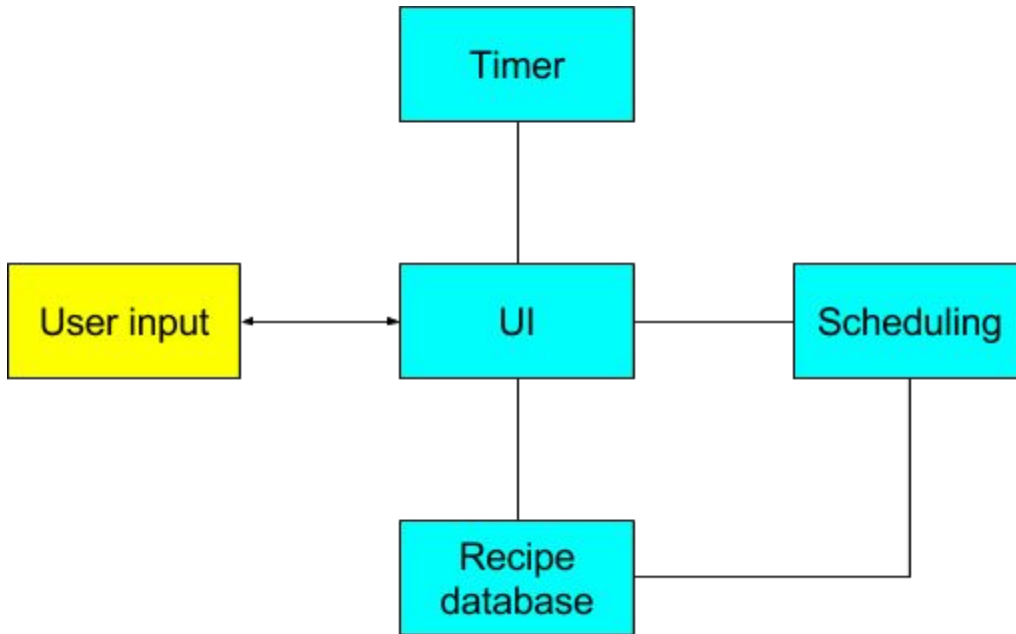 Timer
User input
UI
Scheduling
Recipe
database